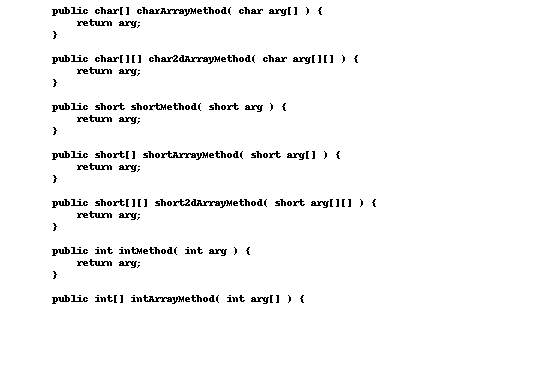 public char[] charArrayMethod( char arg[] ) {
    return arg;
}

public char[][] char2dArrayMethod( char arg[][] ) {
    return arg;
}

public short shortMethod( short arg ) {
    return arg;
}

public short[] shortArrayMethod( short arg[] ) {
    return arg;
}

public short[][] short2dArrayMethod( short arg[][] ) {
    return arg;
}

public int intMethod( int arg ) {
    return arg;
}

public int[] intArrayMethod( int arg[] ) {